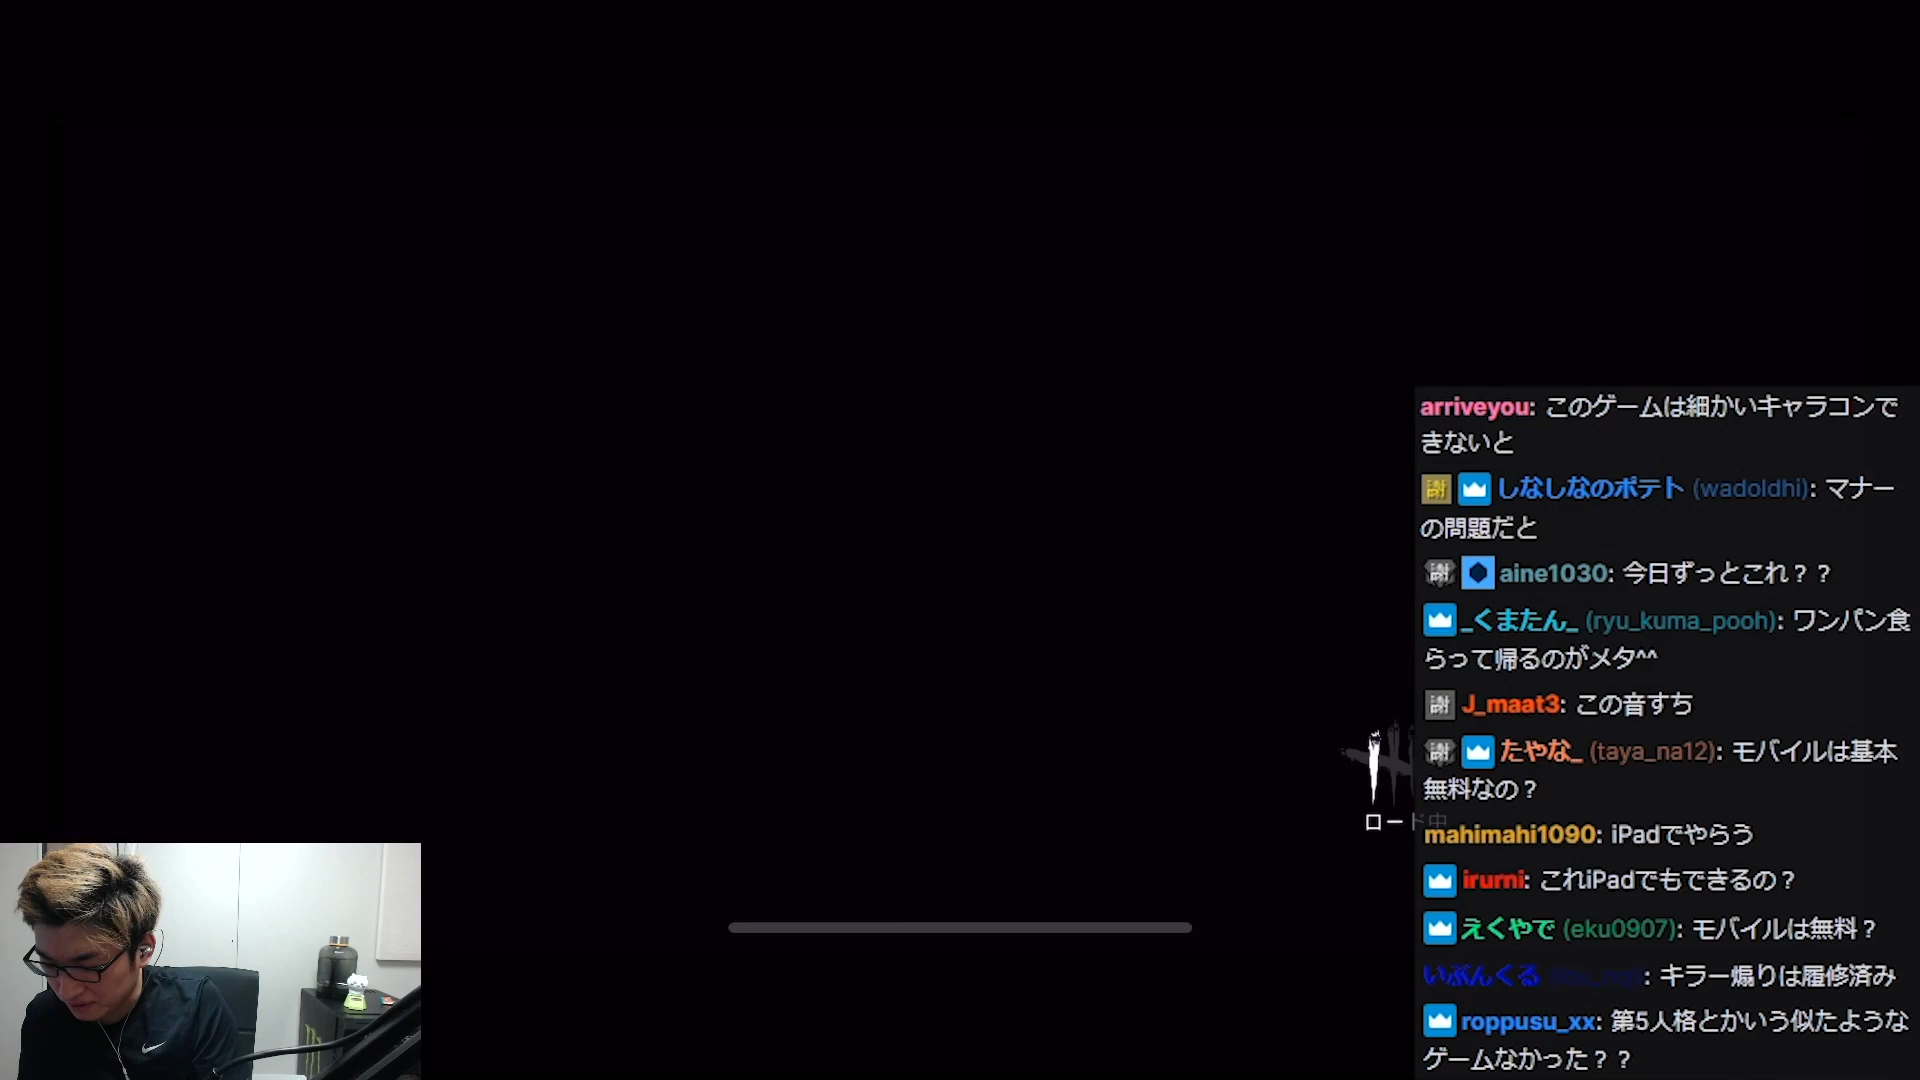 arriveyou: このゲームは細かいキャラコンで
きないと
謝 しなしなのポテト (wadoldhi): マナー
の問題だと
謝 aine1030: 今日ずっとこれ？？
_くまたん_ (ryu_kuma_pooh): ワンパン食
らって帰るのがメタ^^
謝 J_maat3: この音すち
謝 たやな_ (taya_na12): モバイルは基本
無料なの？
ロード中
mahimahi1090: iPadでやらう
irumi: これiPadでもできるの？
えくやで (eku0907): モバイルは無料？
いぶんくる : キラー煽りは履修済み
roppusu_xx: 第5人格とかいう似たような
ゲームなかった？？